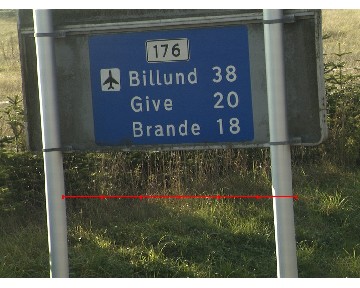 176
Billund 38
Give 20
Brande 18